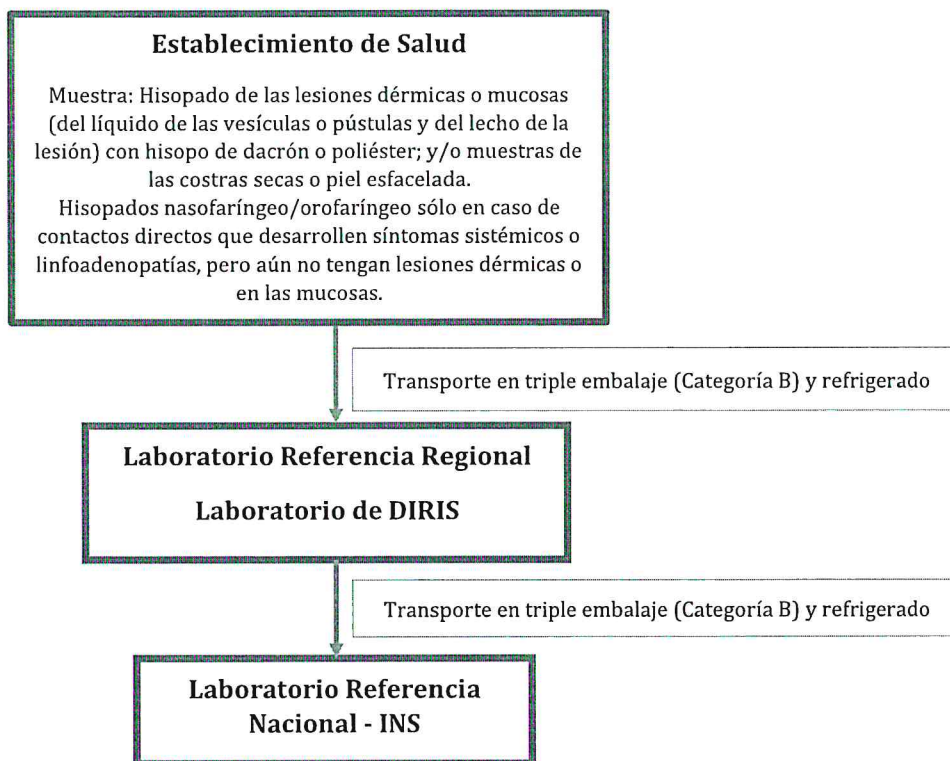 Establecimiento de Salud
Muestra: Hisopado de las lesiones dérmicas o mucosas
(del líquido de las vesículas o pústulas y del lecho de la
lesión) con hisopo de dacrón o poliéster; y/o muestras de
las costras secas o piel esfacelada.
Hisopados nasofaríngeo/orofaríngeo sólo en caso de
contactos directos que desarrollen síntomas sistémicos o
linfoadenopatías, pero aún no tengan lesiones dérmicas o
en las mucosas.
Transporte en triple embalaje (Categoría B) y refrigerado
Laboratorio Referencia Regional
Laboratorio de DIRIS
Transporte en triple embalaje (Categoría B) y refrigerado
Laboratorio Referencia
Nacional - INS